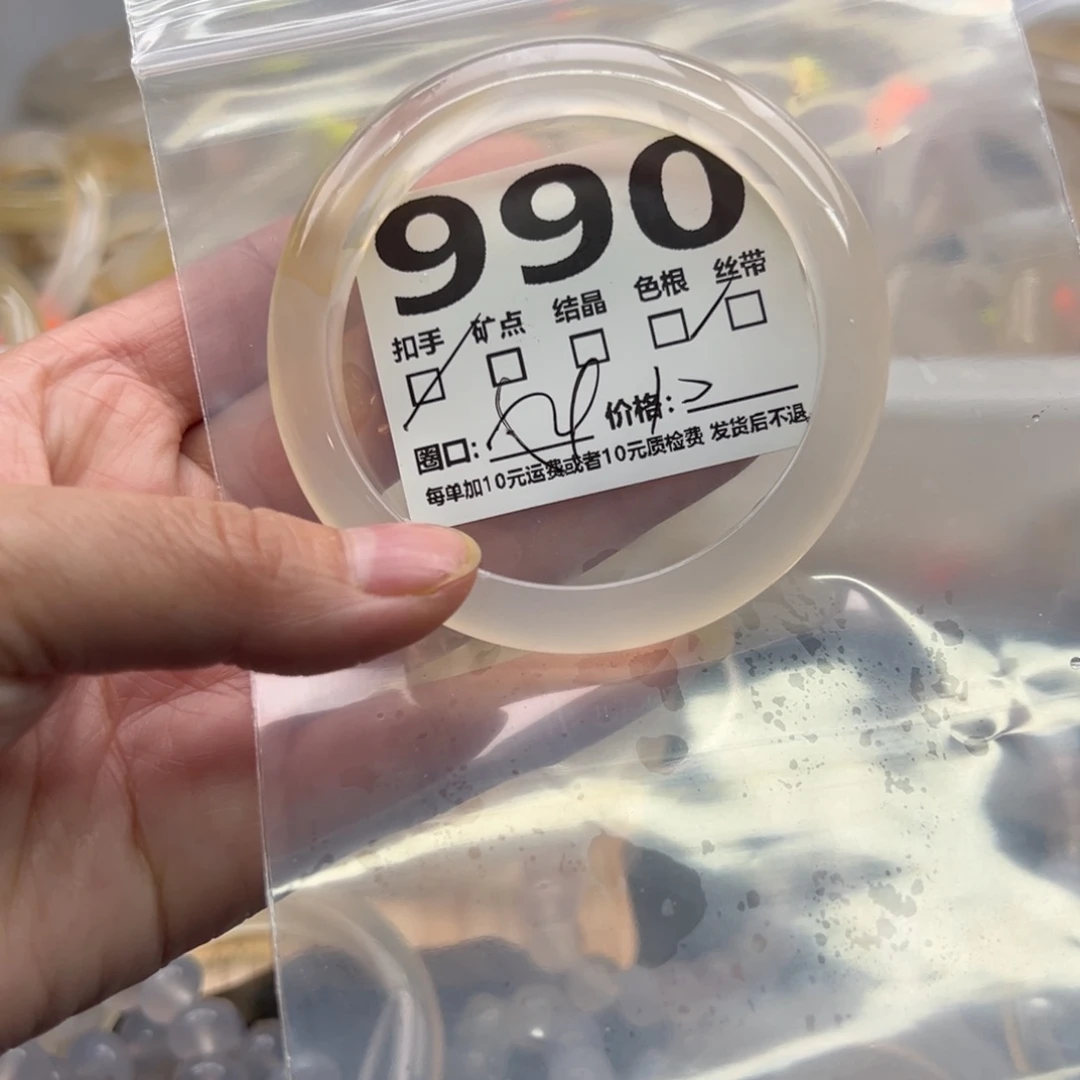 990
扣手 矿点 结晶 色根 丝带
圈口: 价格:
每单加10元运费或者10元质检费 发货后不退